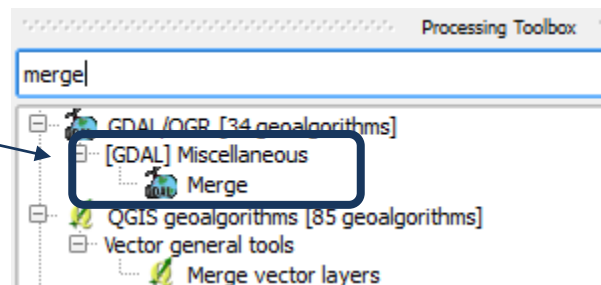 Processing Toolbox
merge
GDAL/OGR [34 geoalgorithms]
[GDAL] Miscellaneous
Merge
QGIS geoalgorithms [85 geoalgorithms]
Vector general tools
Merge vector layers